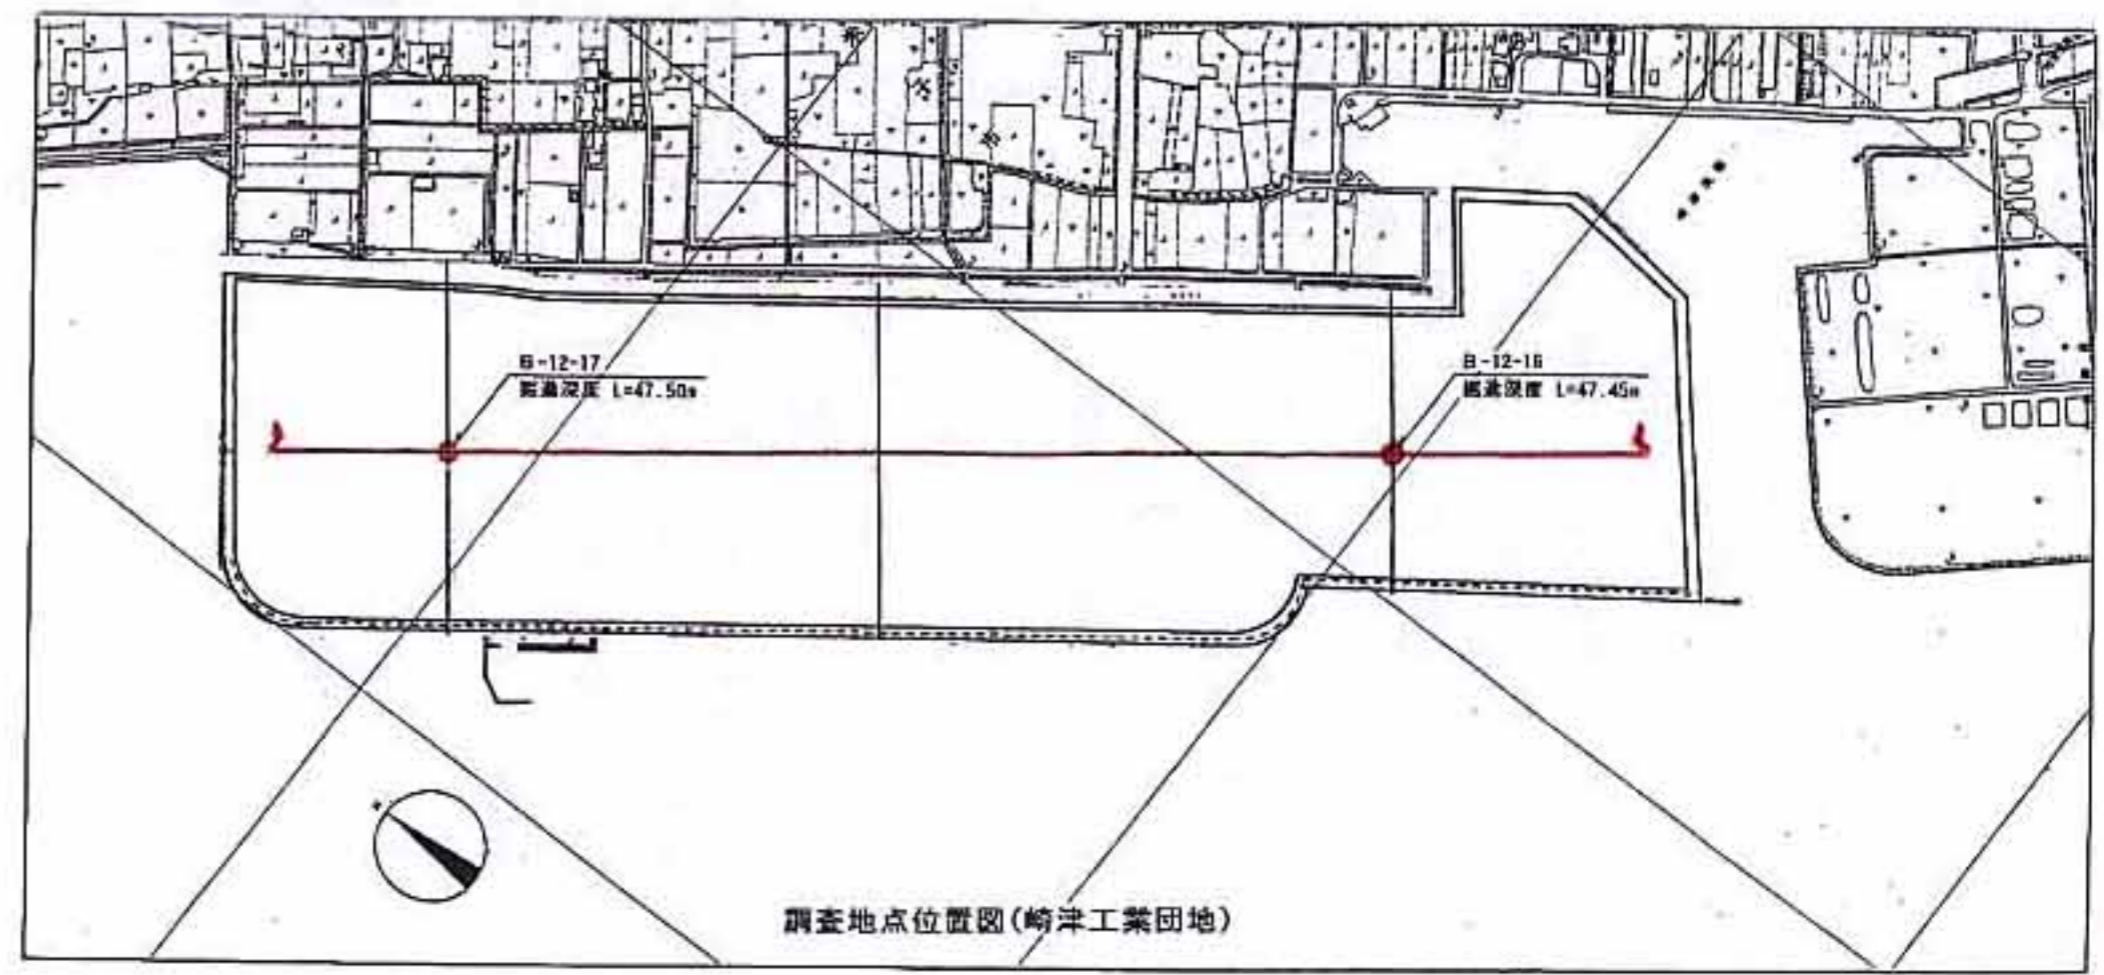 B-12-17
掘進深度 L=47.50m
B-12-16
掘進深度 L=47.45m
調査地点位置図(崎津工業団地)